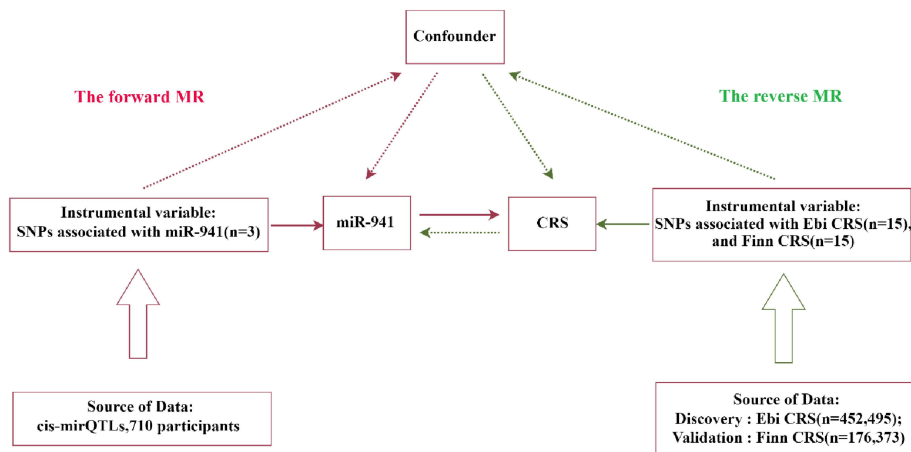 Confounder
The forward MR
The reverse MR
Instrumental variable:
SNPs associated with miR-941(n=3)
miR-941
CRS
Instrumental variable:
SNPs associated with Ebi CRS(n=15),
and Finn CRS(n=15)
Source of Data:
cis-mirQTLs,710 participants
Source of Data:
Discovery : Ebi CRS(n=452,495);
Validation : Finn CRS(n=176,373)